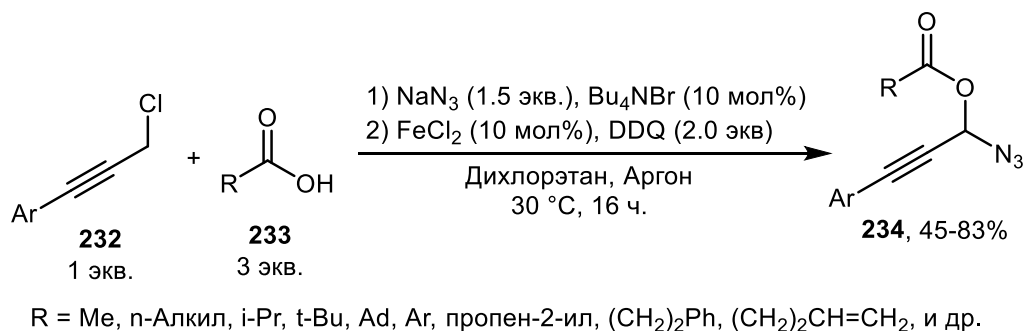 Cl
Ar
232
1 экв.
+
O
R
OH
233
3 экв.
1) NaN₃ (1.5 экв.), Bu₄NBr (10 мол%)
2) FeCl₂ (10 мол%), DDQ (2.0 экв)
Дихлорэтан, Аргон
30 °C, 16 ч.
O
R
O
N₃
Ar
234, 45-83%
R = Me, n-Алкил, i-Pr, t-Bu, Ad, Ar, пропен-2-ил, (CH₂)₂Ph, (CH₂)₂CH=CH₂, и др.